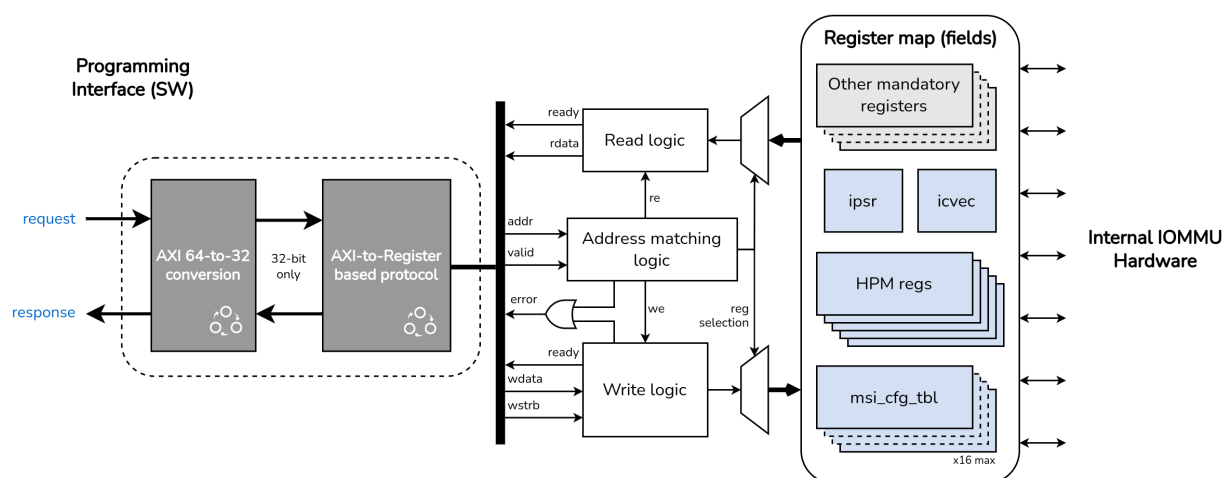 Programming
Interface (SW)
request
response
AXI 64-to-32
conversion
32-bit
only
AXI-to-Register
based protocol
ready
rdata
addr
valid
error
ready
wdata
wstrb
Read logic
re
Address matching
logic
we
reg
selection
Write logic
Register map (fields)
Other mandatory
registers
ipsr
icvec
HPM regs
msi_cfg_tbl
x16 max
Internal IOMMU
Hardware